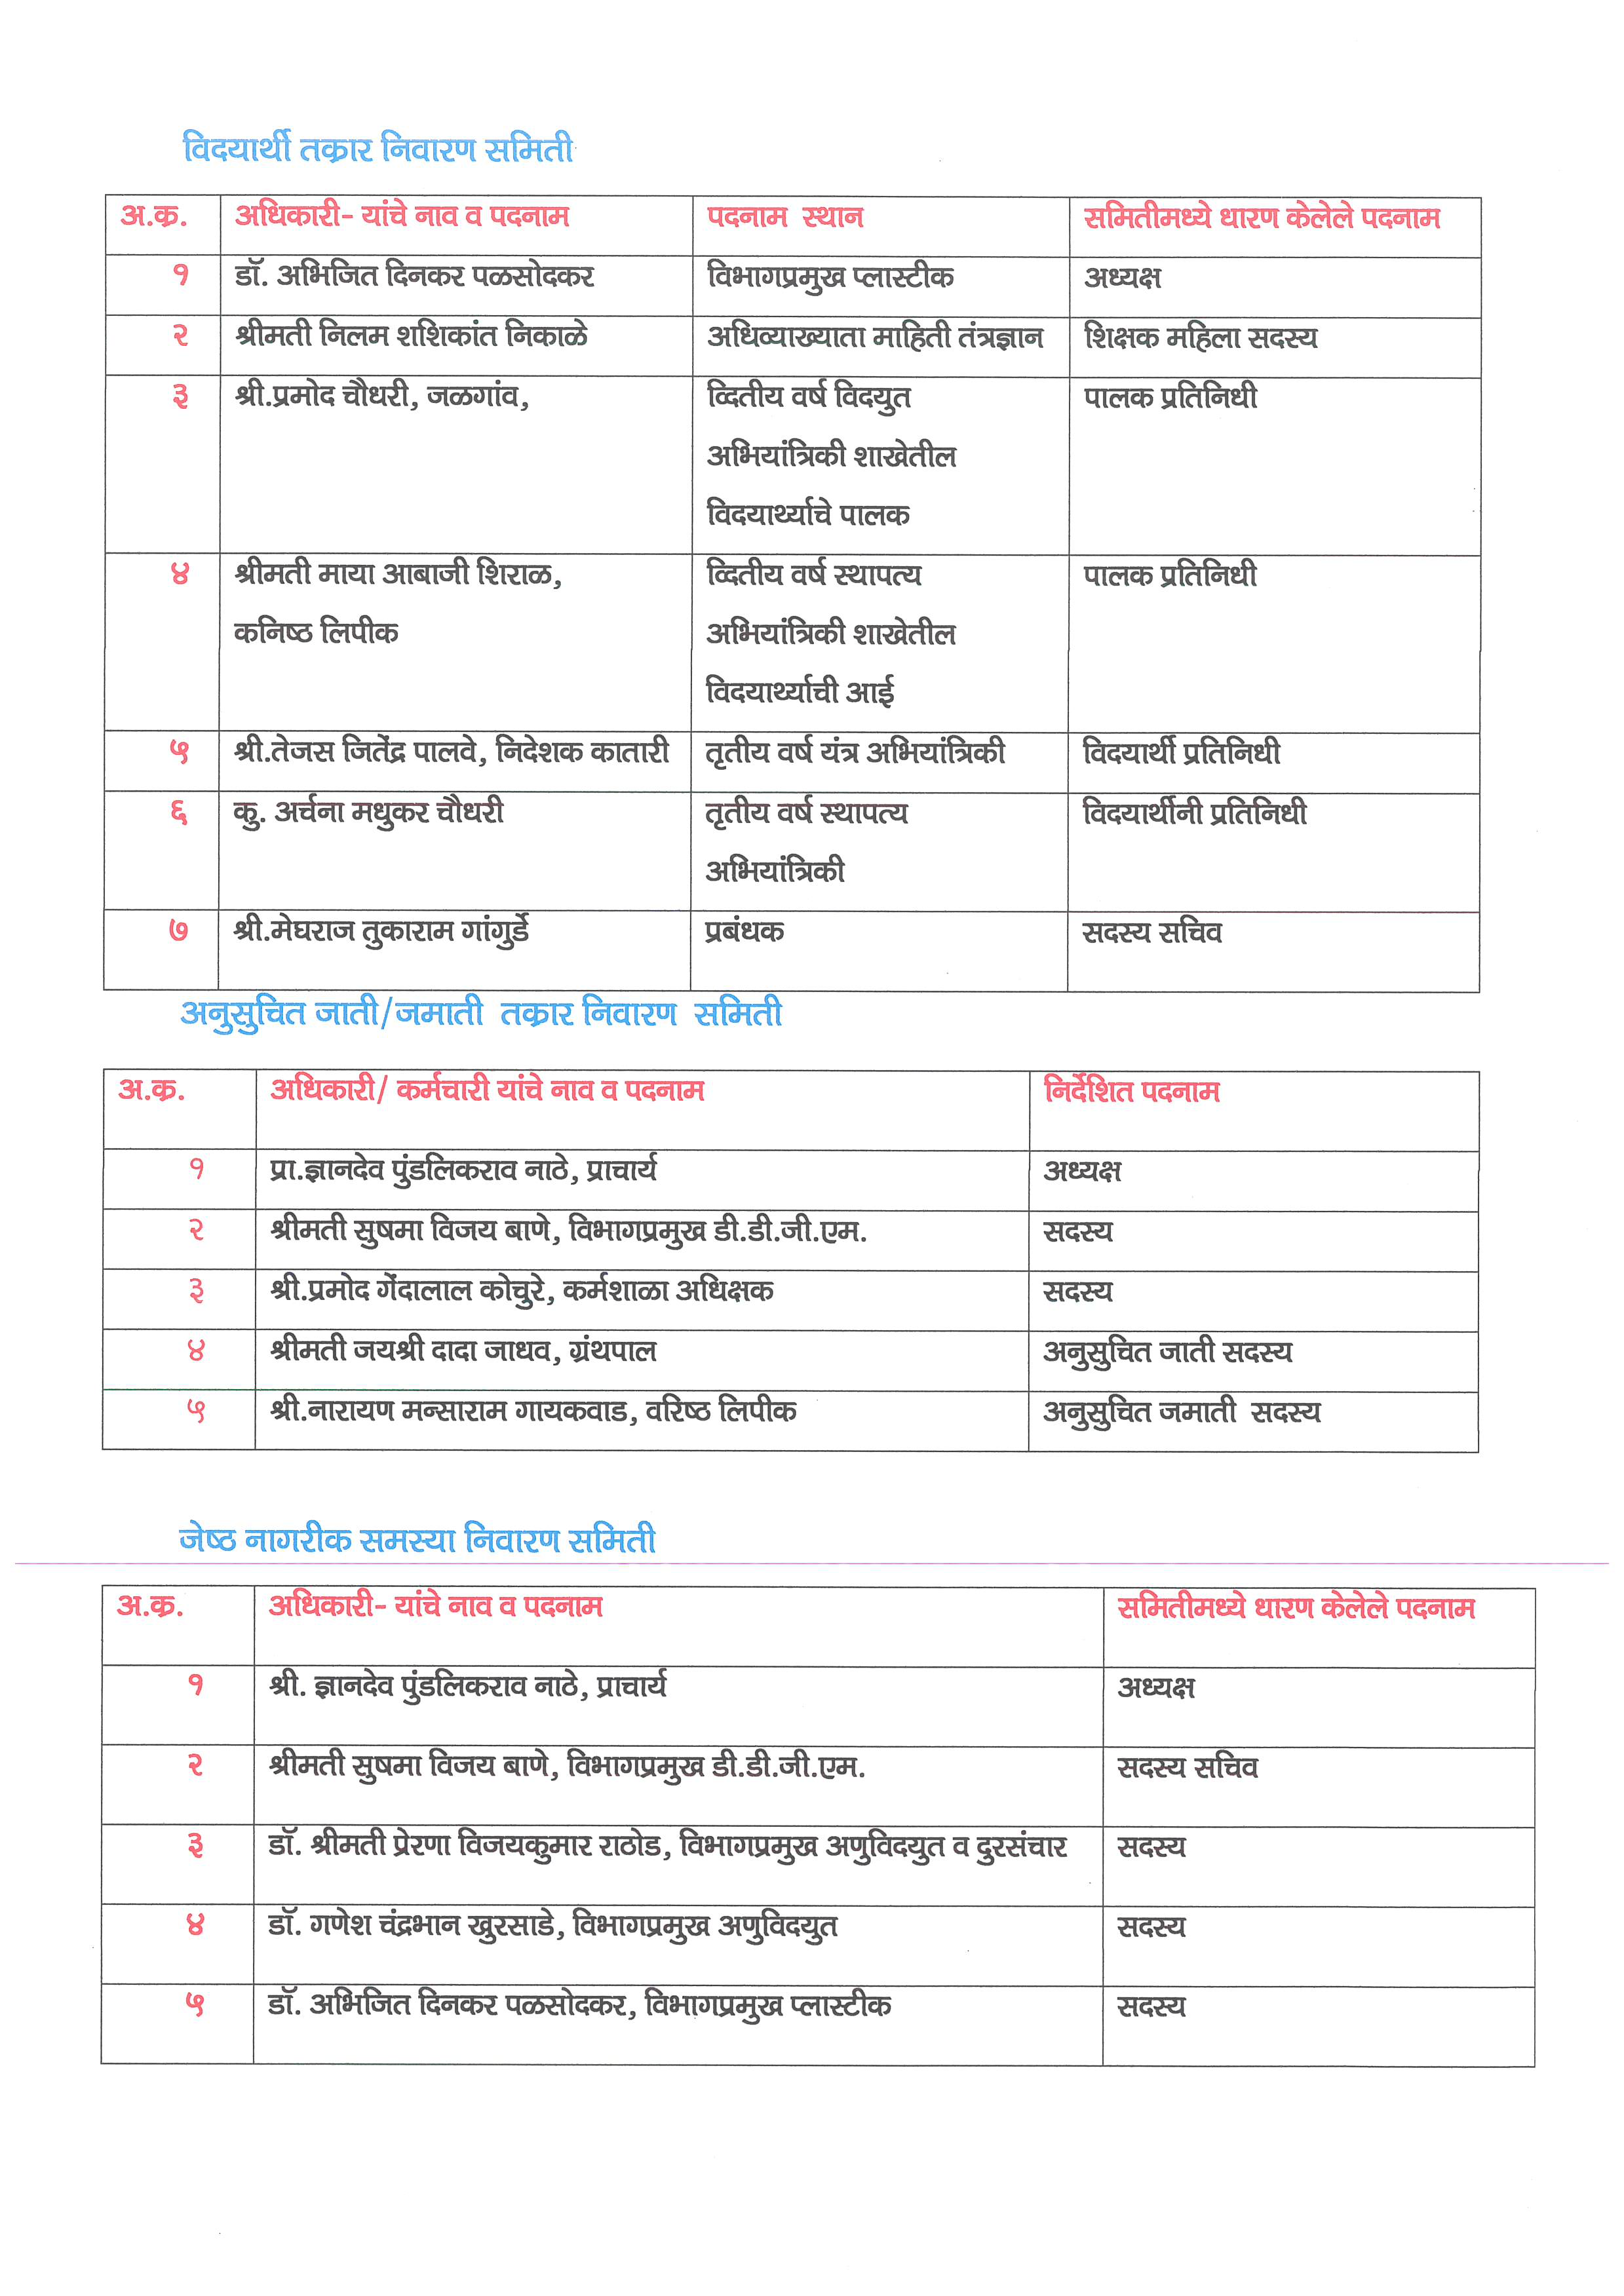 विदयार्थी तक्रार निवारण समिती
अ.क्र. अधिकारी- यांचे नाव व पदनाम पदनाम स्थान समितीमध्ये धारण केलेले पदनाम
१ डॉ. अभिजित दिनकर पळसोदकर विभागप्रमुख प्लास्टीक अध्यक्ष
२ श्रीमती निलम शशिकांत निकाळे अधिव्याख्याता माहिती तंत्रज्ञान शिक्षक महिला सदस्य
३ श्री.प्रमोद चौधरी, जळगांव, व्दितीय वर्ष विदयुत पालक प्रतिनिधी
अभियांत्रिकी शाखेतील
विदयार्थ्याचे पालक
४ श्रीमती माया आबाजी शिराळ, व्दितीय वर्ष स्थापत्य पालक प्रतिनिधी
कनिष्ठ लिपीक अभियांत्रिकी शाखेतील
विदयार्थ्याची आई
५ श्री.तेजस जितेंद्र पालवे, निदेशक कातारी तृतीय वर्ष यंत्र अभियांत्रिकी विदयार्थी प्रतिनिधी
६ कु. अर्चना मधुकर चौधरी तृतीय वर्ष स्थापत्य विदयार्थीनी प्रतिनिधी
अभियांत्रिकी
७ श्री.मेघराज तुकाराम गांगुर्डे प्रबंधक सदस्य सचिव
अनुसुचित जाती/जमाती तक्रार निवारण समिती
अ.क्र. अधिकारी/ कर्मचारी यांचे नाव व पदनाम निर्देशित पदनाम
१ प्रा.ज्ञानदेव पुंडलिकराव नाठे, प्राचार्य अध्यक्ष
२ श्रीमती सुषमा विजय बाणे, विभागप्रमुख डी.डी.जी.एम. सदस्य
३ श्री.प्रमोद गेंदालाल कोचुरे, कर्मशाळा अधिक्षक सदस्य
४ श्रीमती जयश्री दादा जाधव, ग्रंथपाल अनुसुचित जाती सदस्य
५ श्री.नारायण मन्साराम गायकवाड, वरिष्ठ लिपीक अनुसुचित जमाती सदस्य
जेष्ठ नागरीक समस्या निवारण समिती
अ.क्र. अधिकारी- यांचे नाव व पदनाम समितीमध्ये धारण केलेले पदनाम
१ श्री. ज्ञानदेव पुंडलिकराव नाठे, प्राचार्य अध्यक्ष
२ श्रीमती सुषमा विजय बाणे, विभागप्रमुख डी.डी.जी.एम. सदस्य सचिव
३ डॉ. श्रीमती प्रेरणा विजयकुमार राठोड, विभागप्रमुख अणुविदयुत व दुरसंचार सदस्य
४ डॉ. गणेश चंद्रभान खुरसाडे, विभागप्रमुख अणुविदयुत सदस्य
५ डॉ. अभिजित दिनकर पळसोदकर, विभागप्रमुख प्लास्टीक सदस्य